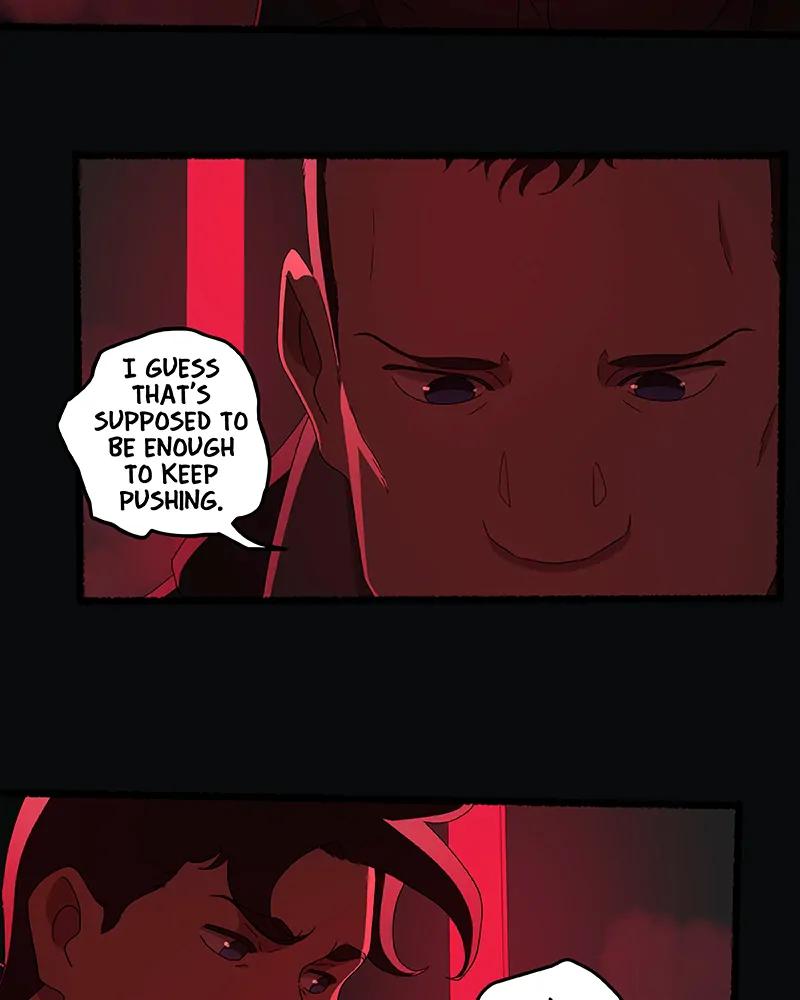 I GUESS
THAT'S
SUPPOSED TO
BE ENOUGH
TO KEEP
PUSHING.